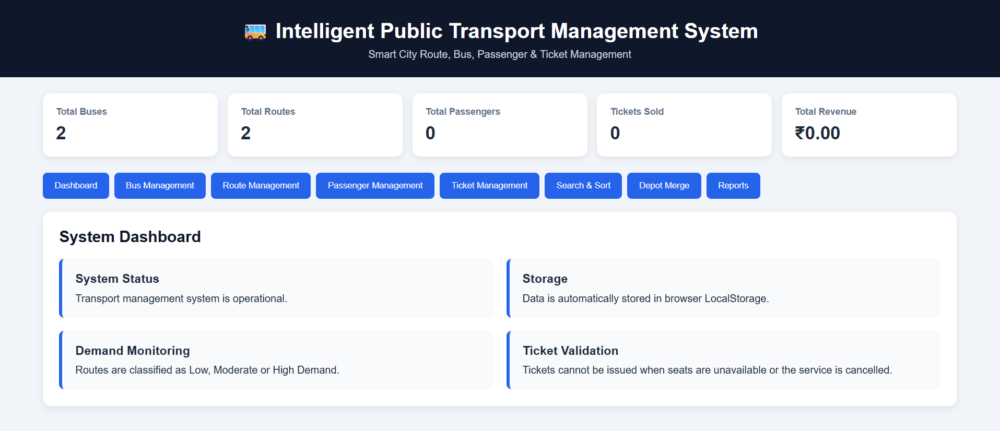 Intelligent Public Transport Management System
Smart City Route, Bus, Passenger & Ticket Management
Total Buses
2
Total Routes
2
Total Passengers
0
Tickets Sold
0
Total Revenue
₹0.00
Dashboard
Bus Management
Route Management
Passenger Management
Ticket Management
Search & Sort
Depot Merge
Reports
System Dashboard
System Status
Transport management system is operational.
Storage
Data is automatically stored in browser LocalStorage.
Demand Monitoring
Routes are classified as Low, Moderate or High Demand.
Ticket Validation
Tickets cannot be issued when seats are unavailable or the service is cancelled.